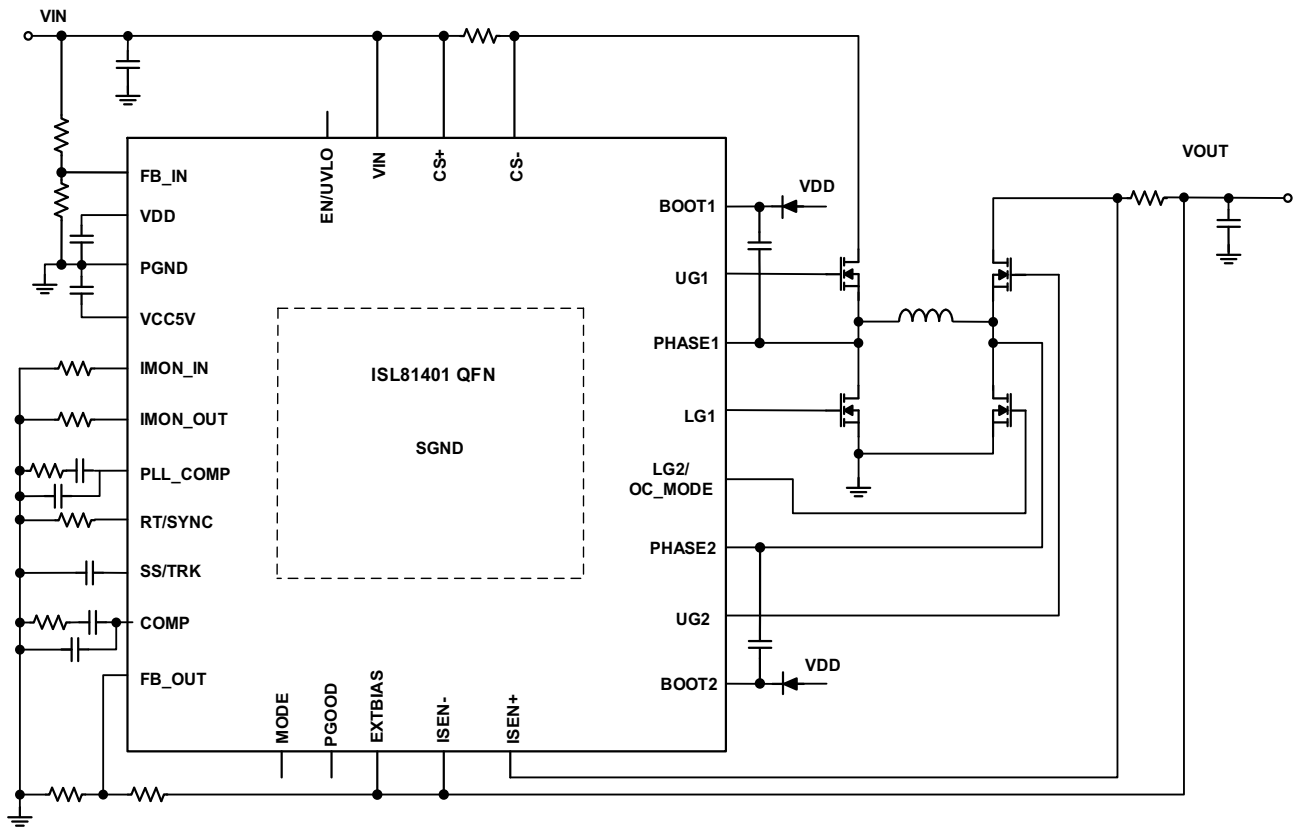 VIN
EN/UVLO
VIN
CS+
CS-
FB_IN
VDD
PGND
VCC5V
IMON_IN
IMON_OUT
PLL_COMP
RT/SYNC
SS/TRK
COMP
FB_OUT
ISL81401 QFN
SGND
MODE
PGOOD
EXTBIAS
ISEN-
ISEN+
BOOT1
UG1
PHASE1
LG1
LG2/
OC_MODE
PHASE2
UG2
BOOT2
VDD
VDD
VOUT